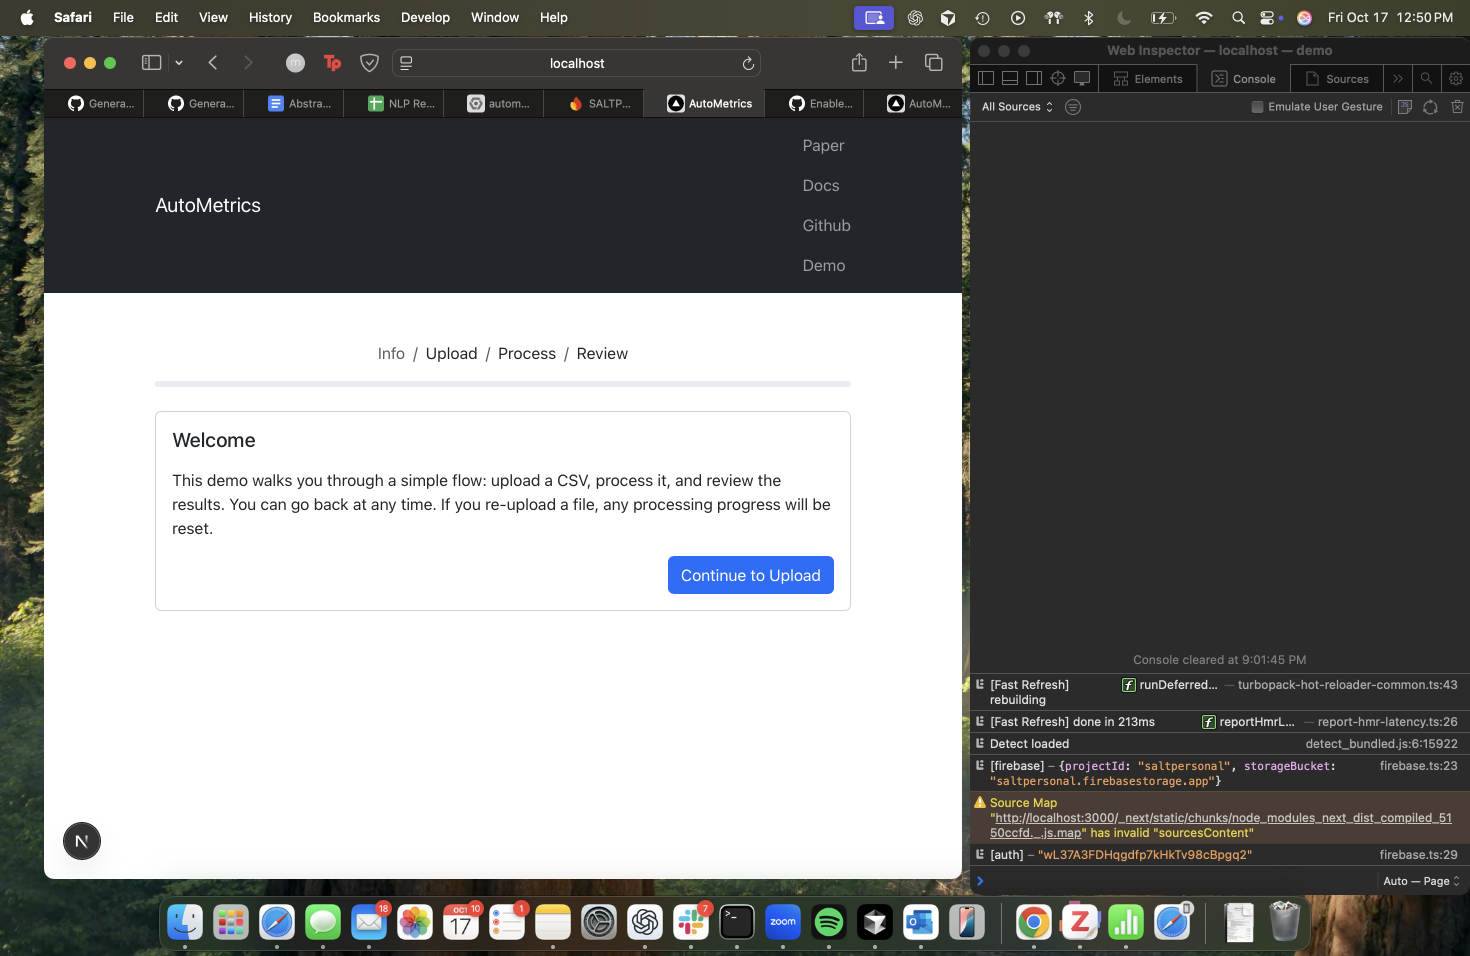 Safari File Edit View History Bookmarks Develop Window Help Fri Oct 17 12:50 PM
localhost
Genera... Genera... Abstra... NLP Re... autom... SALTP... AutoMetrics Enable... AutoM...
AutoMetrics
Paper
Docs
Github
Demo
Info / Upload / Process / Review
Welcome
This demo walks you through a simple flow: upload a CSV, process it, and review the
results. You can go back at any time. If you re-upload a file, any processing progress will be
reset.
Continue to Upload
N
Web Inspector — localhost — demo
Elements Console Sources
All Sources Emulate User Gesture
Console cleared at 9:01:45 PM
[Fast Refresh] f runDeferred... — turbopack-hot-reloader-common.ts:43
rebuilding
[Fast Refresh] done in 213ms f reportHmrL... — report-hmr-latency.ts:26
Detect loaded detect_bundled.js:6:15922
[firebase] – {projectId: "saltpersonal", storageBucket: firebase.ts:23
"saltpersonal.firebasestorage.app"}
Source Map
"http://localhost:3000/_next/static/chunks/node_modules_next_dist_compiled_51
50ccfd._.js.map" has invalid "sourcesContent"
[auth] – "wL37A3FDHqgdfp7kHkTv98cBpgq2" firebase.ts:29
Auto — Page
18 OCT 10 17 1 7 zoom